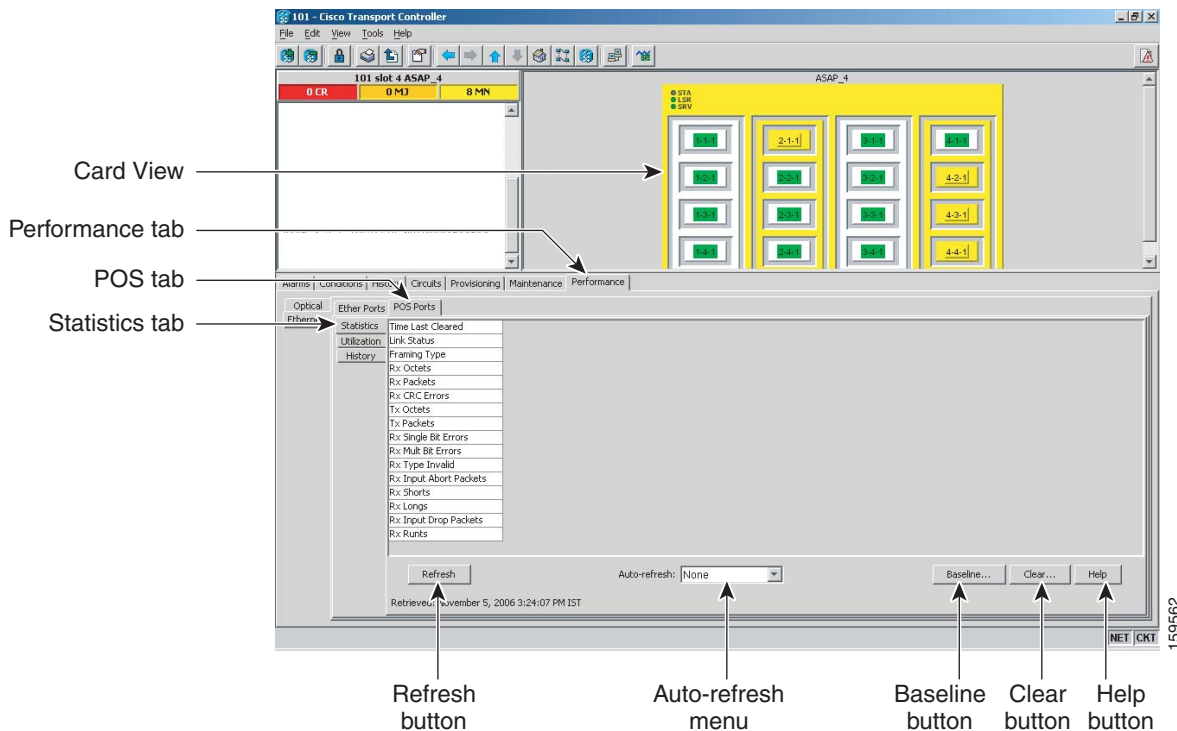 101 - Cisco Transport Controller
File Edit View Tools Help
101 slot 4 ASAP_4
0 CR 0 MJ 8 MN
ASAP_4
STA
LSR
SRV
1-1-1 2-1-1 3-1-1 4-1-1
1-2-1 2-2-1 3-2-1 4-2-1
1-3-1 2-3-1 3-3-1 4-3-1
1-4-1 2-4-1 3-4-1 4-4-1
Card View
Performance tab
POS tab
Statistics tab
Alarms Conditions History Circuits Provisioning Maintenance Performance
Optical
Ether Ports POS Ports
Statistics
Utilization
History
Time Last Cleared
Link Status
Framing Type
Rx Octets
Rx Packets
Rx CRC Errors
Tx Octets
Tx Packets
Rx Single Bit Errors
Rx Mult Bit Errors
Rx Type Invalid
Rx Input Abort Packets
Rx Shorts
Rx Longs
Rx Input Drop Packets
Rx Runts
Refresh Auto-refresh: None Baseline... Clear... Help
Retrieved: November 5, 2006 3:24:07 PM IST
NET CKT
159562
Refresh button
Auto-refresh menu
Baseline button
Clear button
Help button